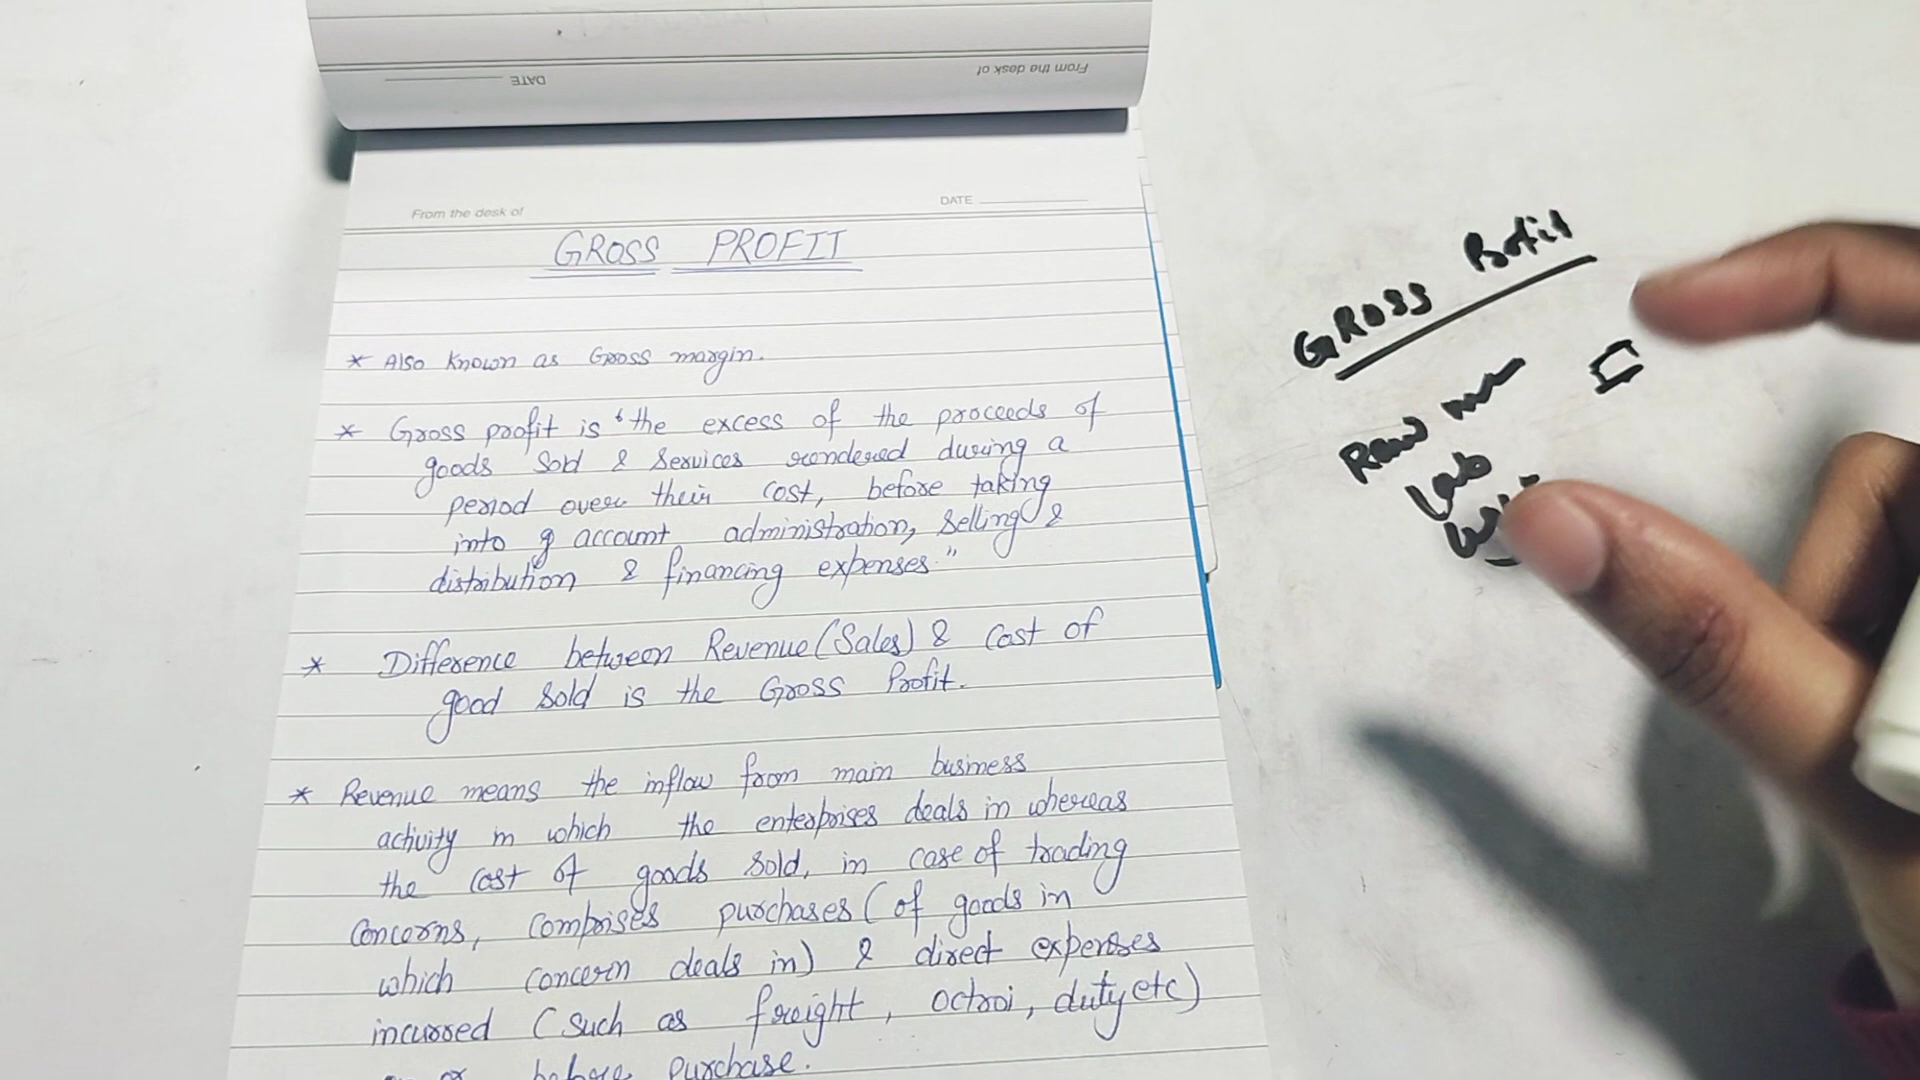 From the desk of
DATE
From the desk of
DATE
GROSS PROFIT
* Also known as Gross margin.
* Gross profit is "the excess of the proceeds of
goods sold & services rendered during a
period over their cost, before taking
into account administration, selling &
distribution & financing expenses."
* Difference between Revenue (Sales) & Cost of
good sold is the Gross Profit.
* Revenue means the inflow from main business
activity in which the enterprises deals in whereas
the cost of goods sold, in case of trading
concerns, comprises purchases (of goods in
which concern deals in) & direct expenses
incurred (such as freight, octroi, duty etc)
or before purchase.
GROSS Profit
Raw
Lab